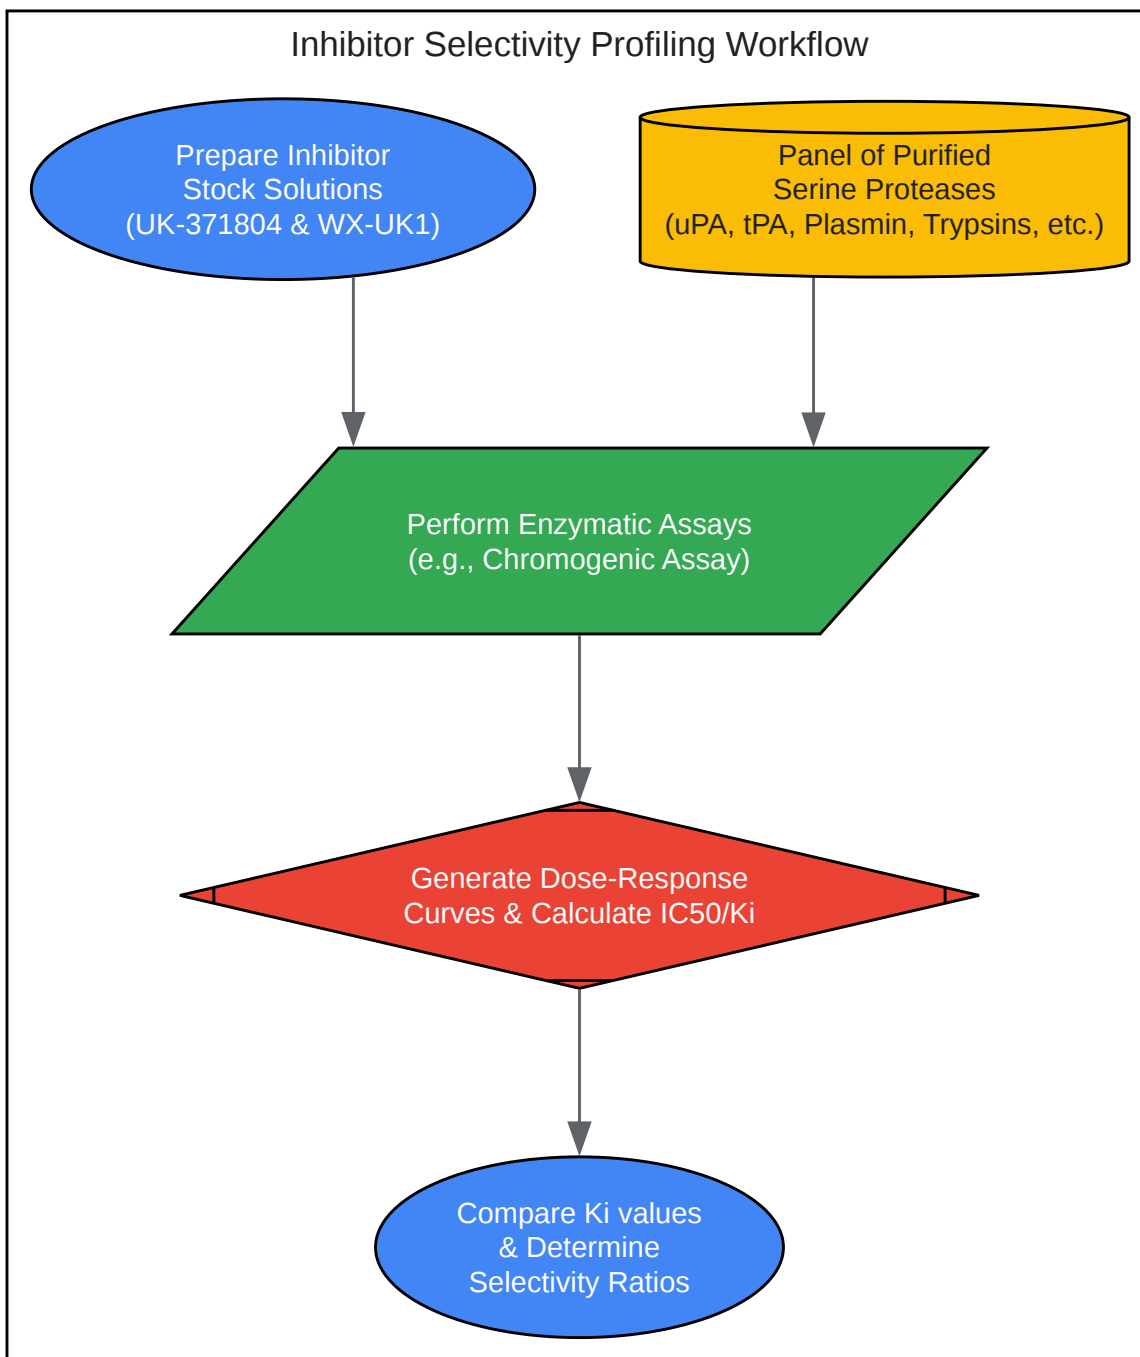 Inhibitor Selectivity Profiling Workflow
Prepare Inhibitor
Stock Solutions
(UK-371804 & WX-UK1)
Panel of Purified
Serine Proteases
(uPA, tPA, Plasmin, Trypsins, etc.)
Perform Enzymatic Assays
(e.g., Chromogenic Assay)
Generate Dose-Response
Curves & Calculate IC50/Ki
Compare Ki values
& Determine
Selectivity Ratios